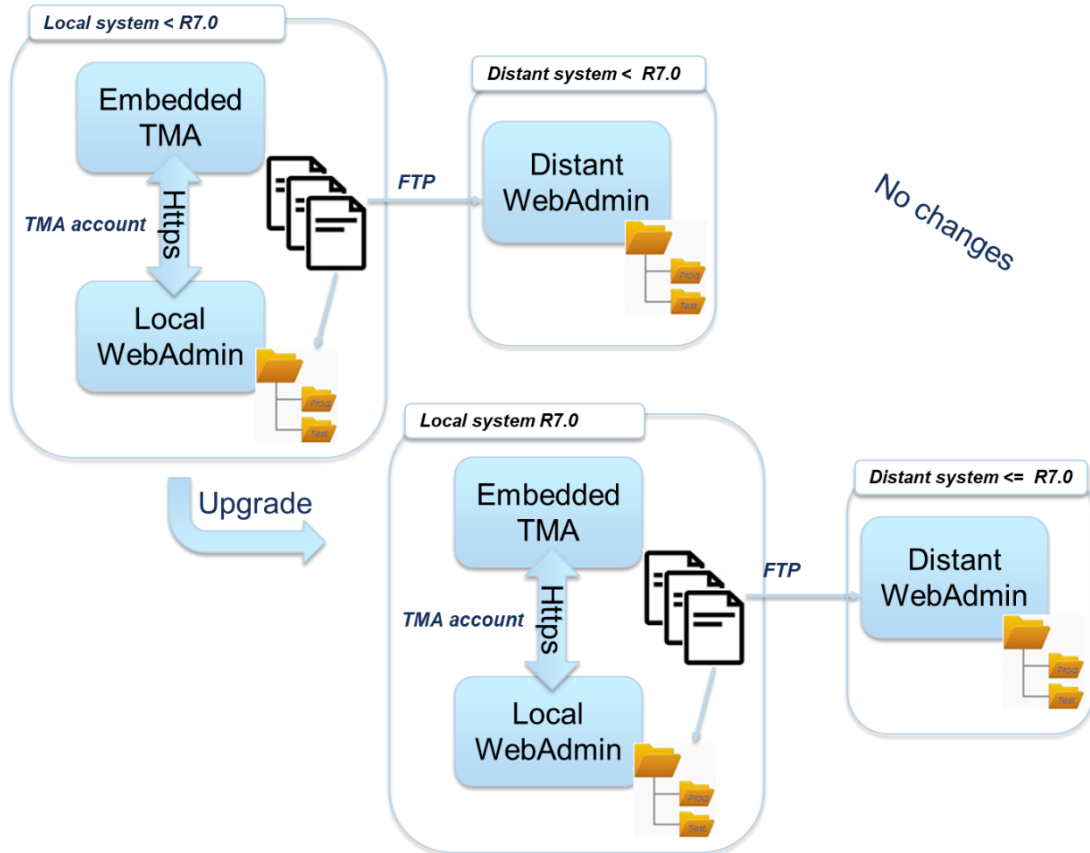 Local system < R7.0
Embedded
TMA
TMA account
Https
Local
WebAdmin
Prod
Test
FTP
Distant system < R7.0
Distant
WebAdmin
Prod
Test
No changes
Upgrade
Local system R7.0
Embedded
TMA
TMA account
Https
Local
WebAdmin
Prod
Test
FTP
Distant system <= R7.0
Distant
WebAdmin
Prod
Test